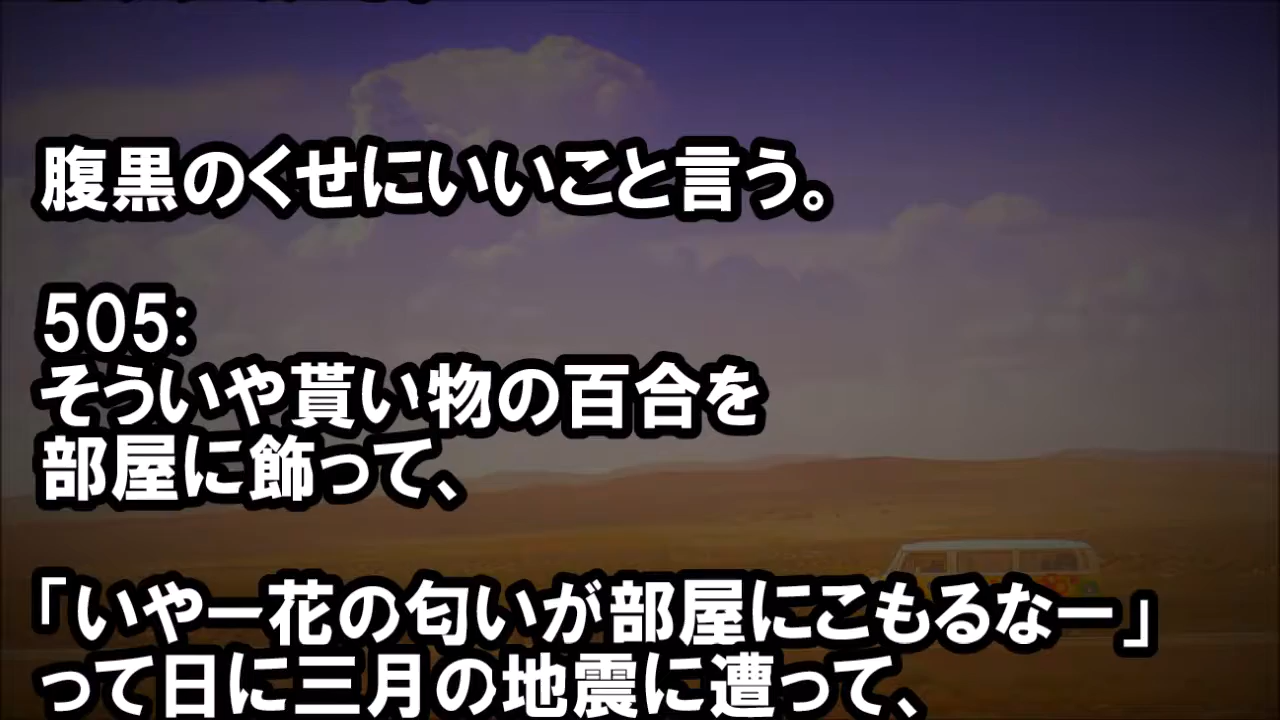 腹黒のくせにいいこと言う。
505:
そういや貰い物の百合を
部屋に飾って、
「いやー花の匂いが部屋にこもるなー」
って日に三月の地震に遭って、